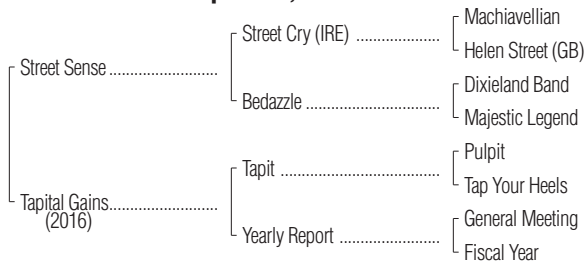 Machiavellian
Street Cry (IRE) ..................
Helen Street (GB)
Street Sense ........................
Dixieland Band
Bedazzle ..............................
Majestic Legend
Pulpit
Tapit .....................................
Tap Your Heels
Tapital Gains........................
(2016)
General Meeting
Yearly Report ......................
Fiscal Year